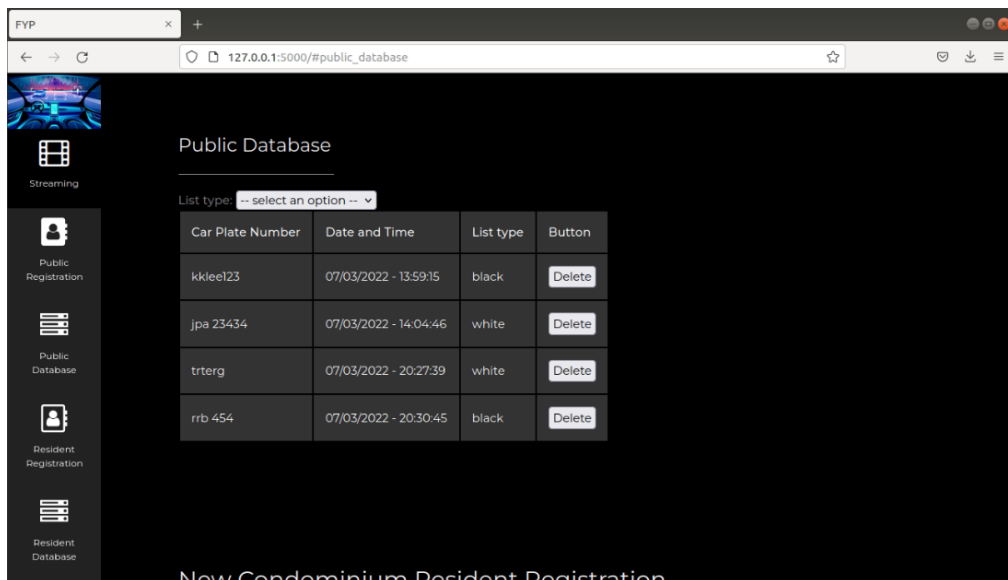 FYP
127.0.0.1:5000/#public_database
Streaming
Public
Registration
Public
Database
Resident
Registration
Resident
Database
Public Database
List type: -- select an option --
Car Plate Number Date and Time List type Button
kklee123 07/03/2022 - 13:59:15 black Delete
jpa 23434 07/03/2022 - 14:04:46 white Delete
trterg 07/03/2022 - 20:27:39 white Delete
rrb 454 07/03/2022 - 20:30:45 black Delete
New Condominium Resident Registration